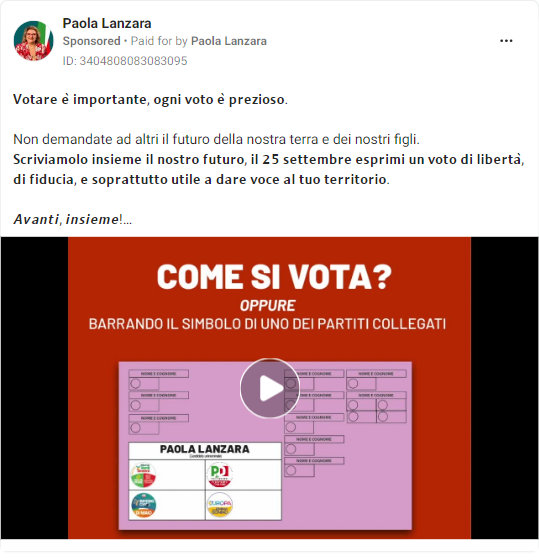 Paola Lanzara
Sponsored • Paid for by Paola Lanzara
ID: 3404808083083095
Votare è importante, ogni voto è prezioso.
Non demandate ad altri il futuro della nostra terra e dei nostri figli.
Scriviamolo insieme il nostro futuro, il 25 settembre esprimi un voto di libertà,
di fiducia, e soprattutto utile a dare voce al tuo territorio.
Avanti, insieme!...
COME SI VOTA?
OPPURE
BARRANDO IL SIMBOLO DI UNO DEI PARTITI COLLEGATI
NOME E COGNOME
NOME E COGNOME
NOME E COGNOME
NOME E COGNOME
NOME E COGNOME
NOME E COGNOME
NOME E COGNOME
NOME E COGNOME
NOME E COGNOME
NOME E COGNOME
PAOLA LANZARA
PD
+EUROPA